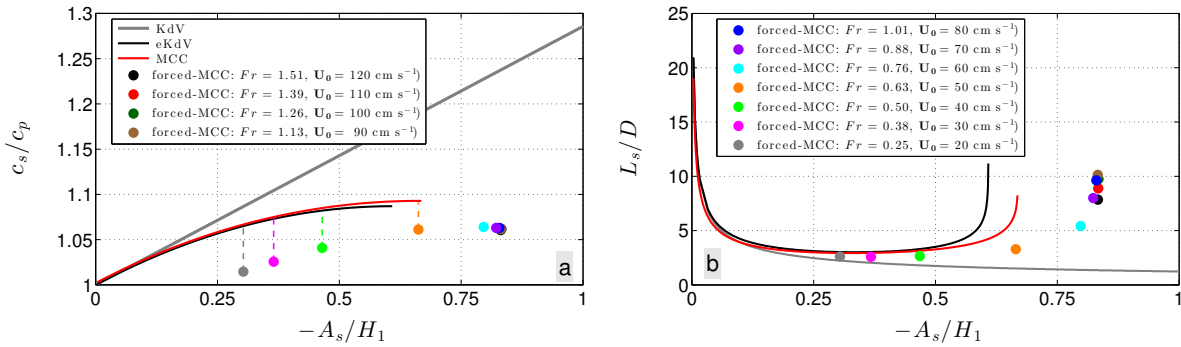 1.3
1.25
1.2
1.15
1.1
1.05
1
c_s/c_p
KdV
eKdV
MCC
forced-MCC: Fr = 1.51, U₀ = 120 cm s⁻¹)
forced-MCC: Fr = 1.39, U₀ = 110 cm s⁻¹)
forced-MCC: Fr = 1.26, U₀ = 100 cm s⁻¹)
forced-MCC: Fr = 1.13, U₀ = 90 cm s⁻¹)
a
0
0.25
0.5
0.75
1
−A_s/H_1
25
20
15
10
5
0
L_s/D
forced-MCC: Fr = 1.01, U₀ = 80 cm s⁻¹)
forced-MCC: Fr = 0.88, U₀ = 70 cm s⁻¹)
forced-MCC: Fr = 0.76, U₀ = 60 cm s⁻¹)
forced-MCC: Fr = 0.63, U₀ = 50 cm s⁻¹)
forced-MCC: Fr = 0.50, U₀ = 40 cm s⁻¹)
forced-MCC: Fr = 0.38, U₀ = 30 cm s⁻¹)
forced-MCC: Fr = 0.25, U₀ = 20 cm s⁻¹)
b
0
0.25
0.5
0.75
1
−A_s/H_1